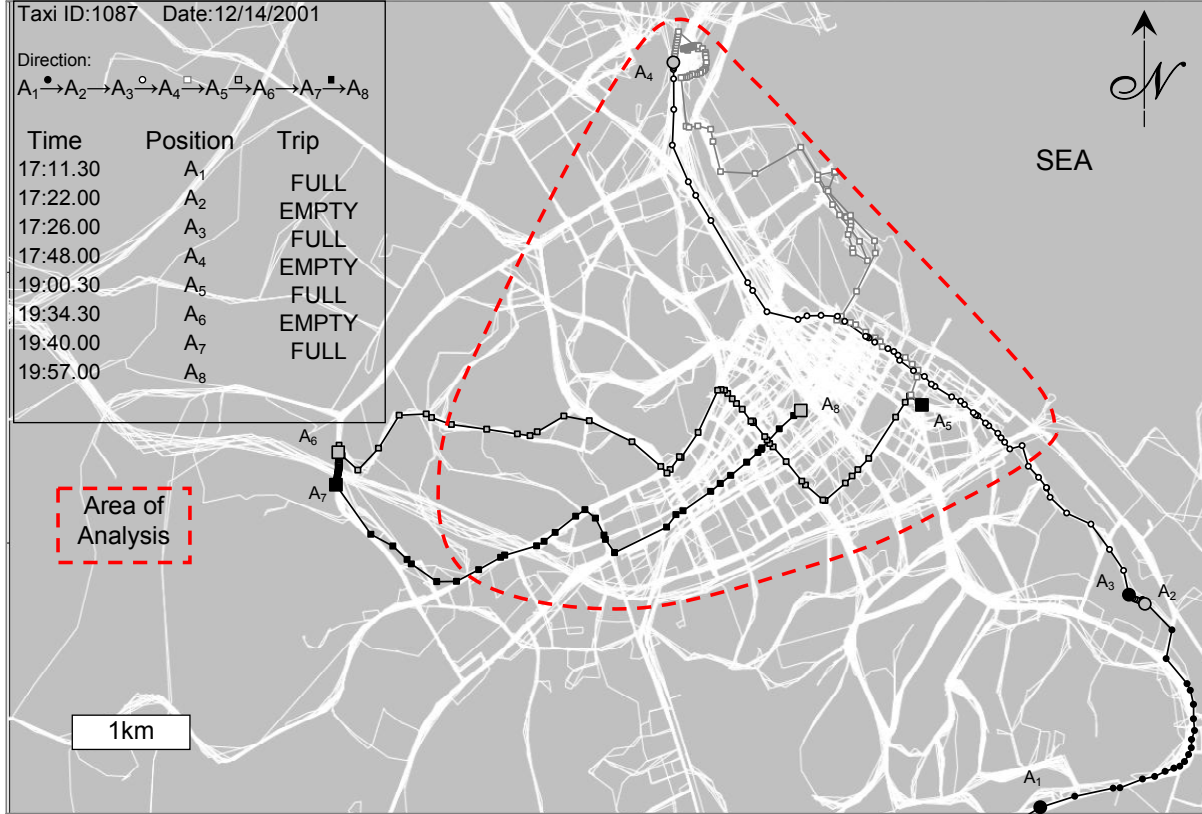 Taxi ID:1087 Date:12/14/2001
Direction:
A1→A2→A3→A4→A5→A6→A7→A8
Time Position Trip
17:11.30 A1
FULL
17:22.00 A2
EMPTY
17:26.00 A3
FULL
17:48.00 A4
EMPTY
19:00.30 A5
FULL
19:34.30 A6
EMPTY
19:40.00 A7
FULL
19:57.00 A8
A4
N
SEA
A8
A5
A6
A7
Area of
Analysis
A3
A2
1km
A1